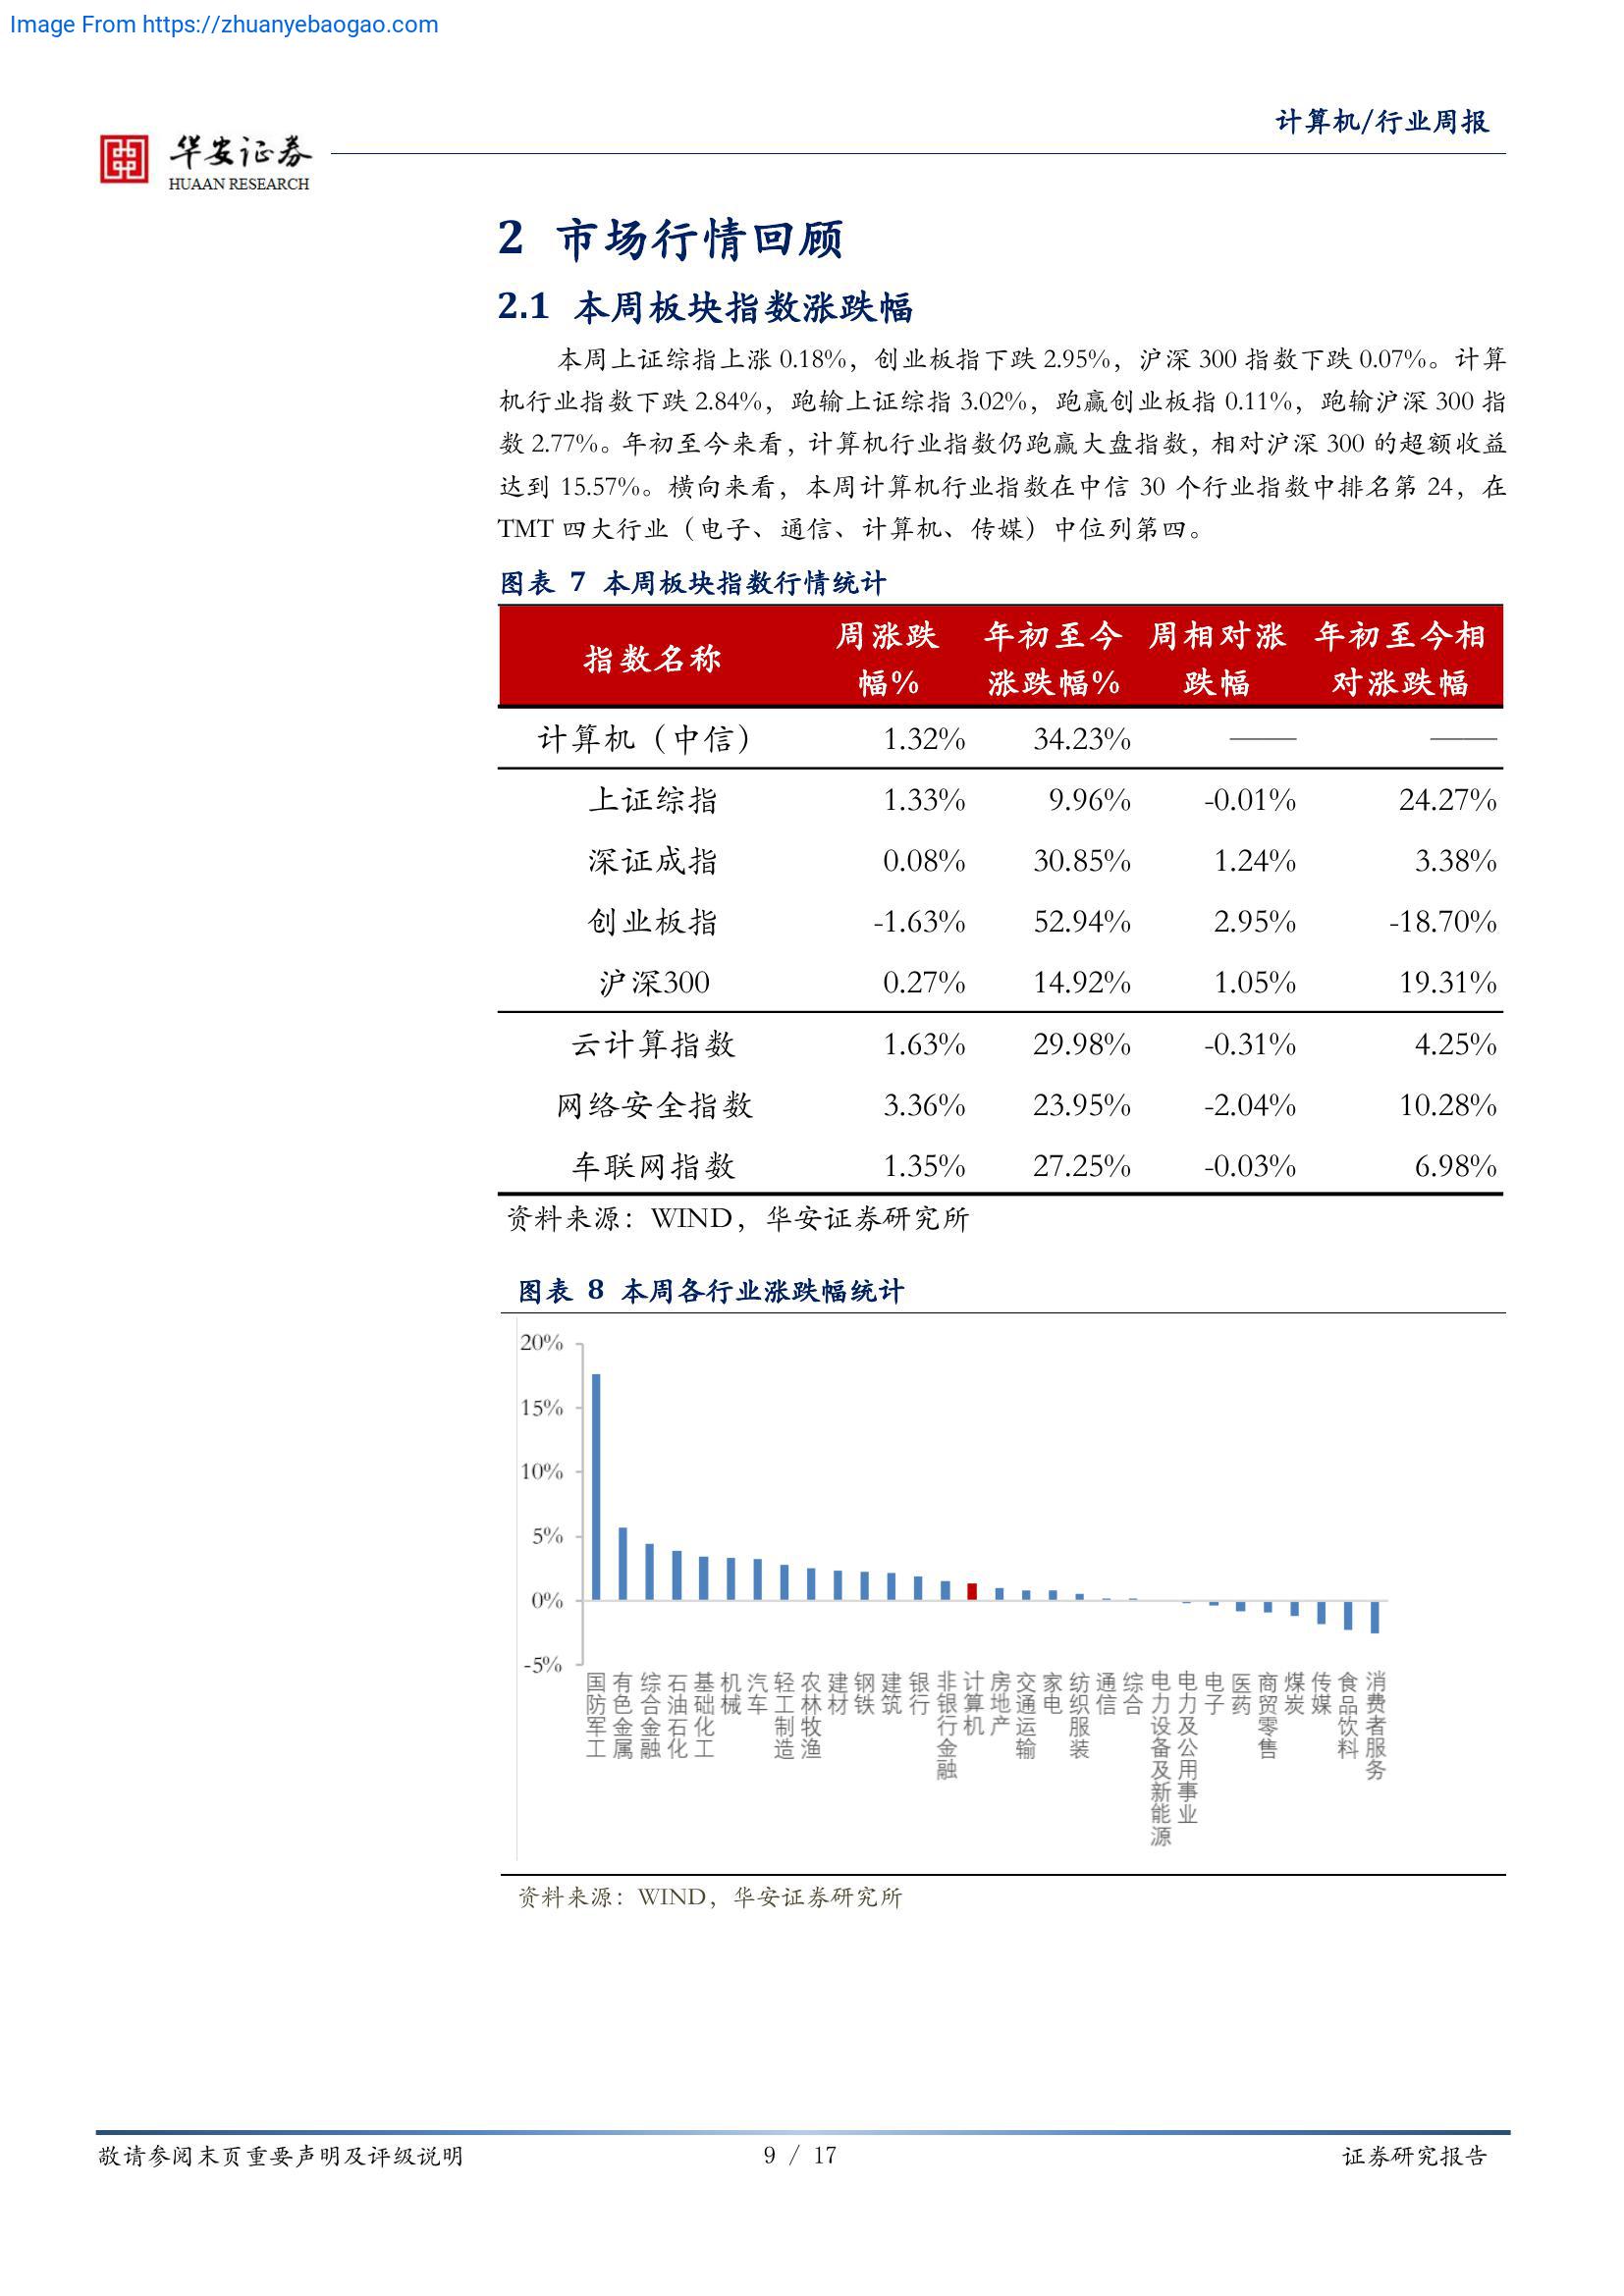 Image From https://zhuanyebaogao.com
计算机/行业周报
华安证券
HUAAN RESEARCH
2 市场行情回顾
2.1 本周板块指数涨跌幅
本周上证综指上涨 0.18%，创业板指下跌 2.95%，沪深 300 指数下跌 0.07%。计算
机行业指数下跌 2.84%，跑输上证综指 3.02%，跑赢创业板指 0.11%，跑输沪深 300 指
数 2.77%。年初至今来看，计算机行业指数仍跑赢大盘指数，相对沪深 300 的超额收益
达到 15.57%。横向来看，本周计算机行业指数在中信 30 个行业指数中排名第 24，在
TMT 四大行业（电子、通信、计算机、传媒）中位列第四。
图表 7 本周板块指数行情统计
指数名称 周涨跌幅% 年初至今涨跌幅% 周相对涨跌幅 年初至今相对涨跌幅
计算机（中信） 1.32% 34.23% —— ——
上证综指 1.33% 9.96% -0.01% 24.27%
深证成指 0.08% 30.85% 1.24% 3.38%
创业板指 -1.63% 52.94% 2.95% -18.70%
沪深300 0.27% 14.92% 1.05% 19.31%
云计算指数 1.63% 29.98% -0.31% 4.25%
网络安全指数 3.36% 23.95% -2.04% 10.28%
车联网指数 1.35% 27.25% -0.03% 6.98%
资料来源：WIND，华安证券研究所
图表 8 本周各行业涨跌幅统计
20%
15%
10%
5%
0%
-5%
国防军工
有色金属
综合金融
石油石化
基础化工
机械
汽车
轻工制造
农林牧渔
建材
钢铁
建筑
银行
非银行金融
计算机
房地产
交通运输
家电
纺织服装
通信
综合
电力设备及新能源
电力及公用事业
电子
医药
商贸零售
煤炭
传媒
食品饮料
消费者服务
资料来源：WIND，华安证券研究所
敬请参阅末页重要声明及评级说明
9 / 17
证券研究报告